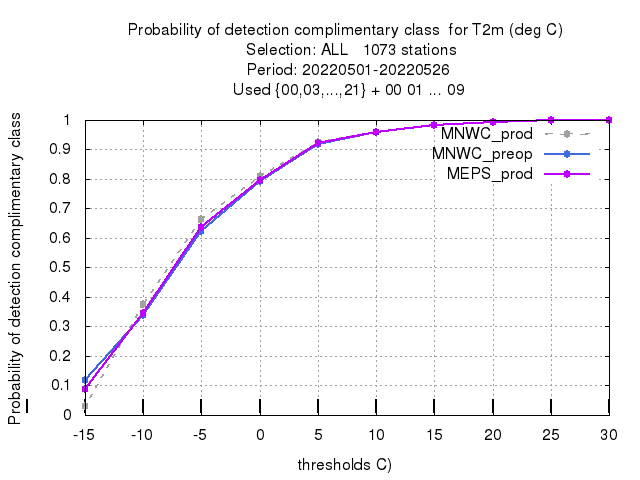 Probability of detection complimentary class  for T2m (deg C)
Selection: ALL   1073 stations
Period: 20220501-20220526
Used {00,03,...,21} + 00 01 ... 09
Probability of detection complimentary class
1
0.9
0.8
0.7
0.6
0.5
0.4
0.3
0.2
0.1
0
MNWC_prod
MNWC_preop
MEPS_prod
-15 -10 -5 0 5 10 15 20 25 30
thresholds C)